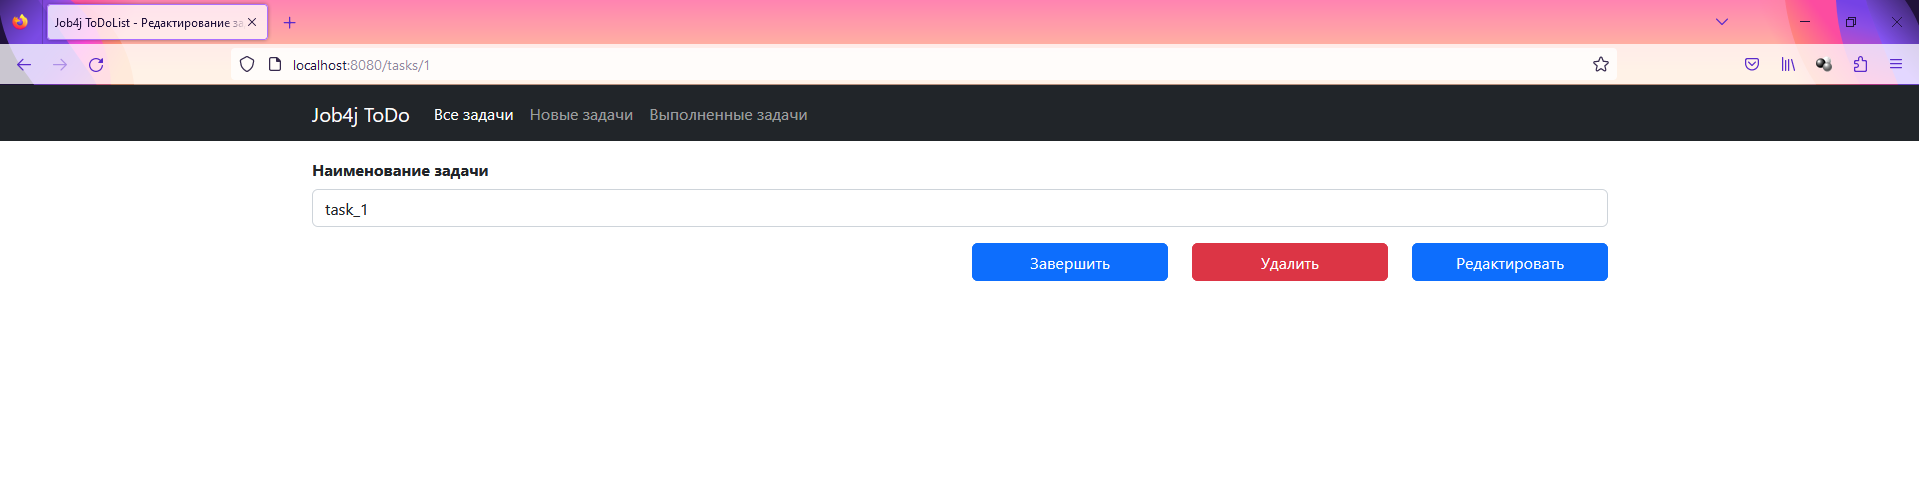 Job4j ToDoList - Редактирование за
localhost:8080/tasks/1
Job4j ToDo Все задачи Новые задачи Выполненные задачи
Наименование задачи
task_1
Завершить Удалить Редактировать